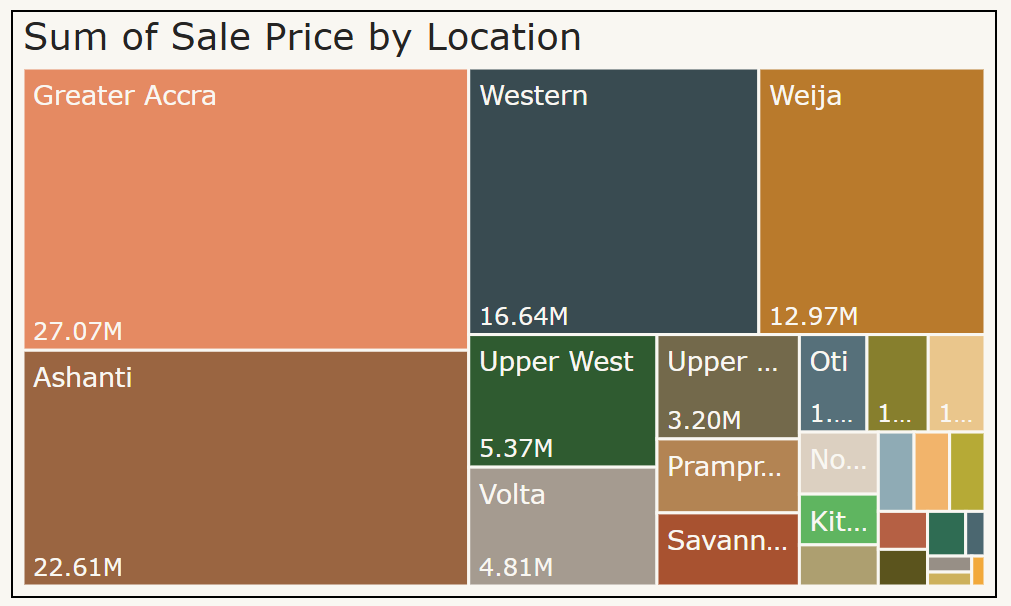 Sum of Sale Price by Location
Greater Accra
27.07M
Ashanti
22.61M
Western
16.64M
Weija
12.97M
Upper West
5.37M
Volta
4.81M
Upper ...
3.20M
Prampr...
Savann...
Oti
1....
1...
1...
No...
Kit...